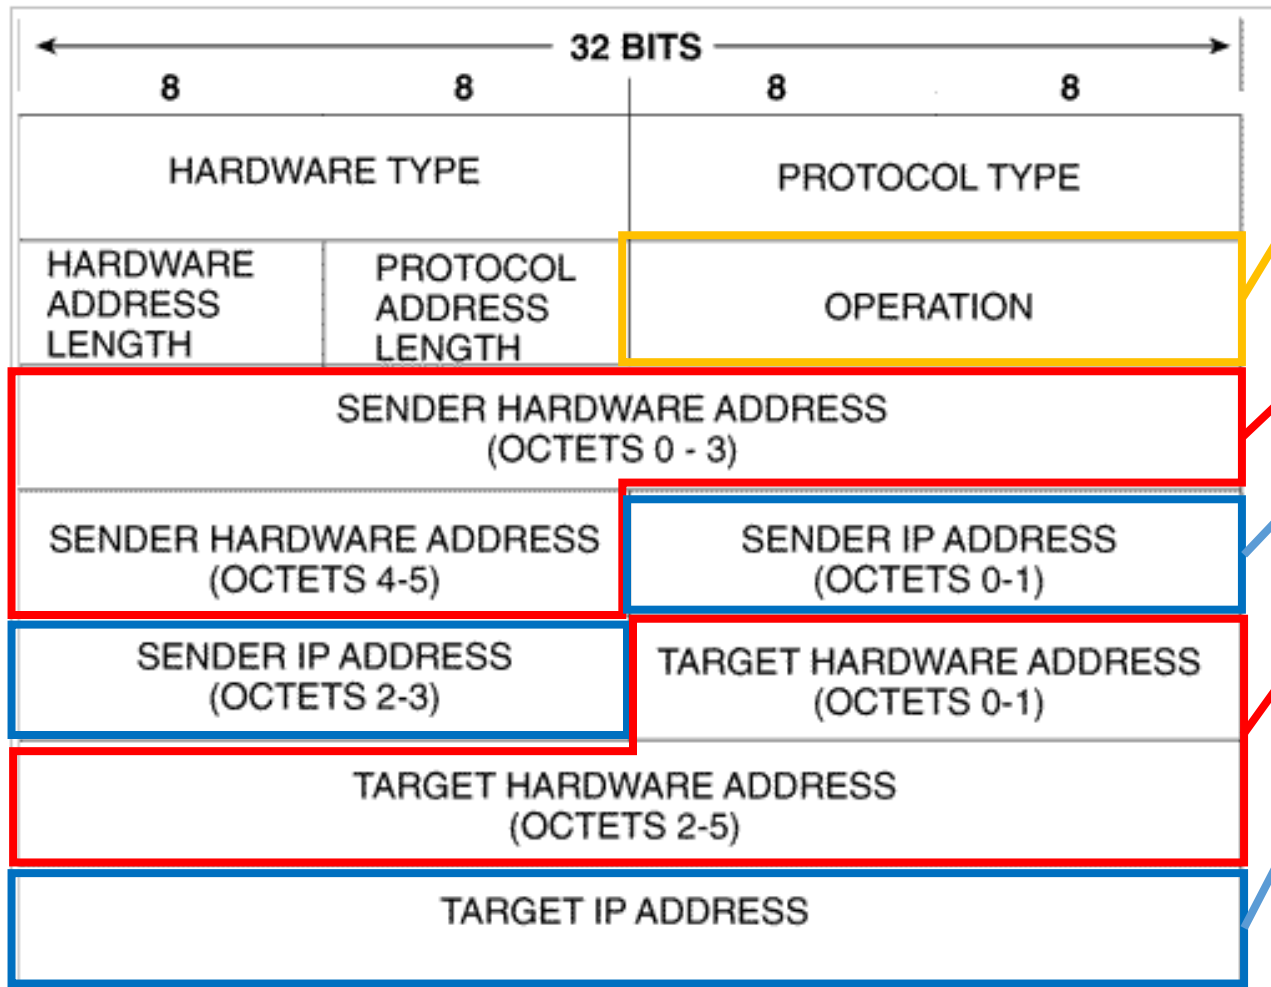 32 BITS
8 8 8 8
HARDWARE TYPE
PROTOCOL TYPE
HARDWARE
ADDRESS
LENGTH
PROTOCOL
ADDRESS
LENGTH
OPERATION
SENDER HARDWARE ADDRESS
(OCTETS 0 - 3)
SENDER HARDWARE ADDRESS
(OCTETS 4-5)
SENDER IP ADDRESS
(OCTETS 0-1)
SENDER IP ADDRESS
(OCTETS 2-3)
TARGET HARDWARE ADDRESS
(OCTETS 0-1)
TARGET HARDWARE ADDRESS
(OCTETS 2-5)
TARGET IP ADDRESS